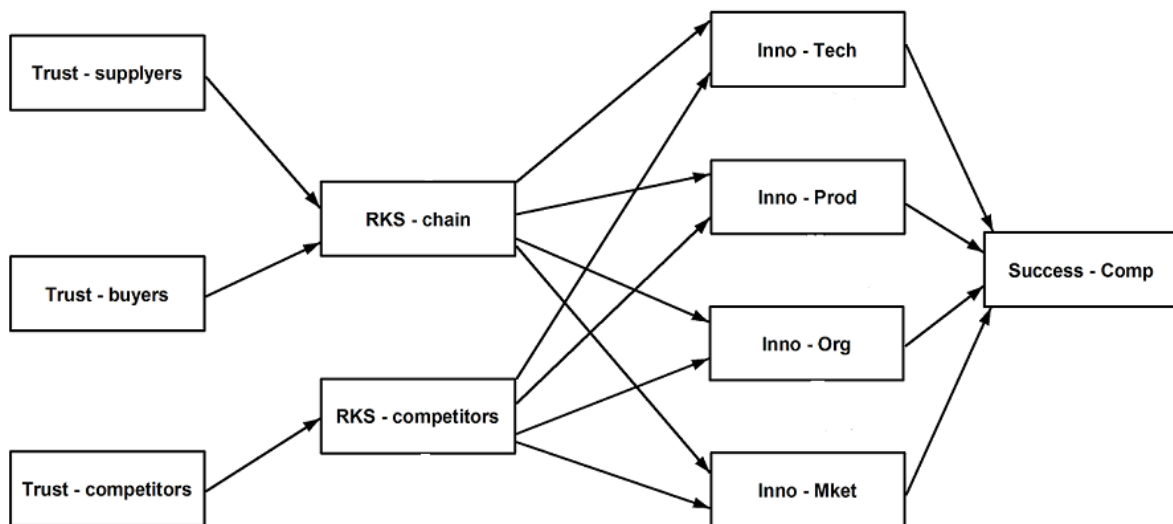 Trust - supplyers
Trust - buyers
Trust - competitors
RKS - chain
RKS - competitors
Inno - Tech
Inno - Prod
Inno - Org
Inno - Mket
Success - Comp